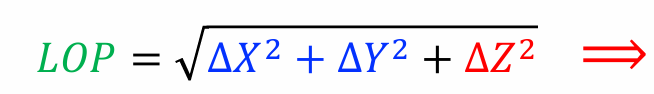 LOP = √ΔX² + ΔY² + ΔZ² ⟹